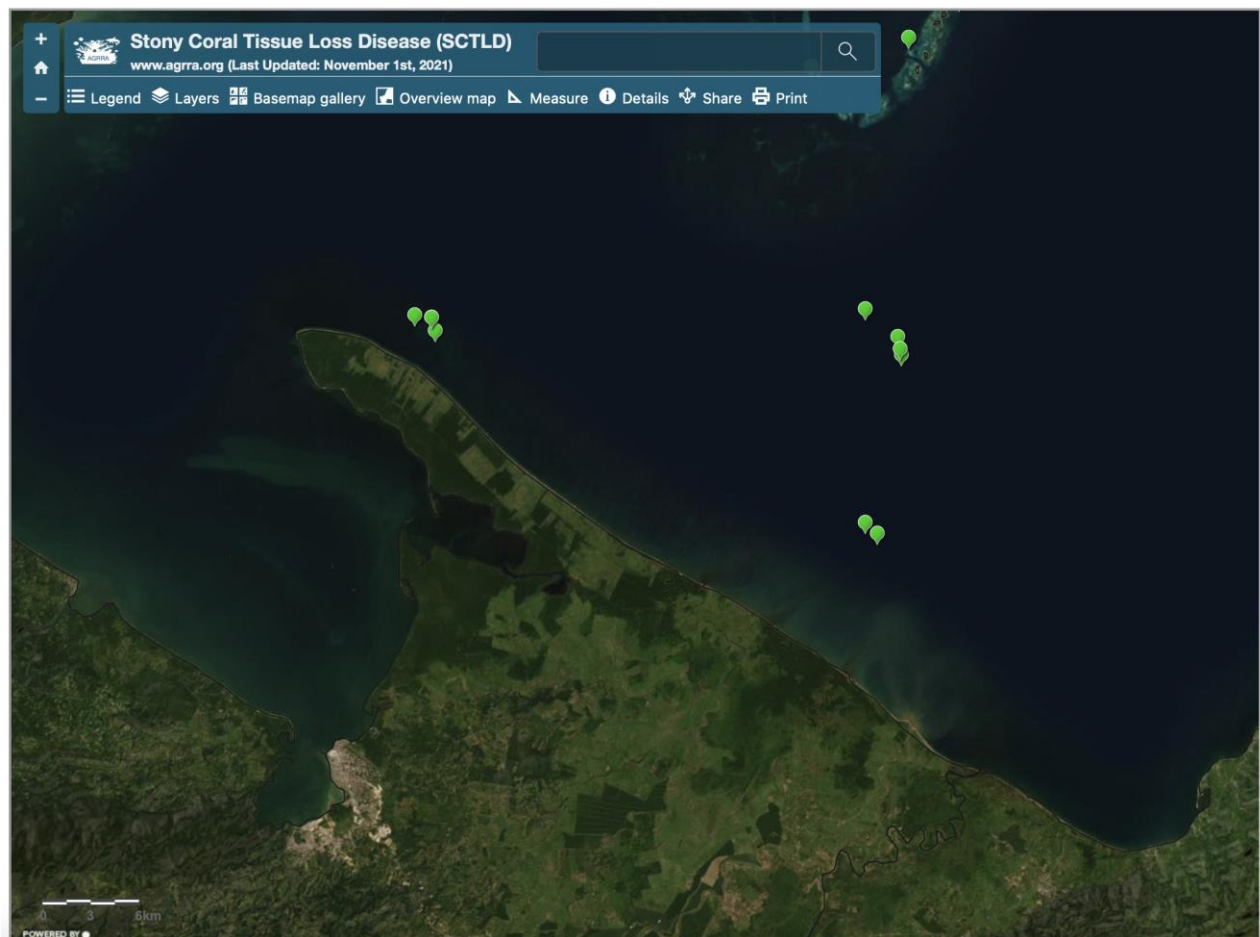 +
Stony Coral Tissue Loss Disease (SCTLD)
AGRRA
www.agrra.org (Last Updated: November 1st, 2021)
−
Legend Layers Basemap gallery Overview map Measure Details Share Print
0 3 6km
POWERED BY